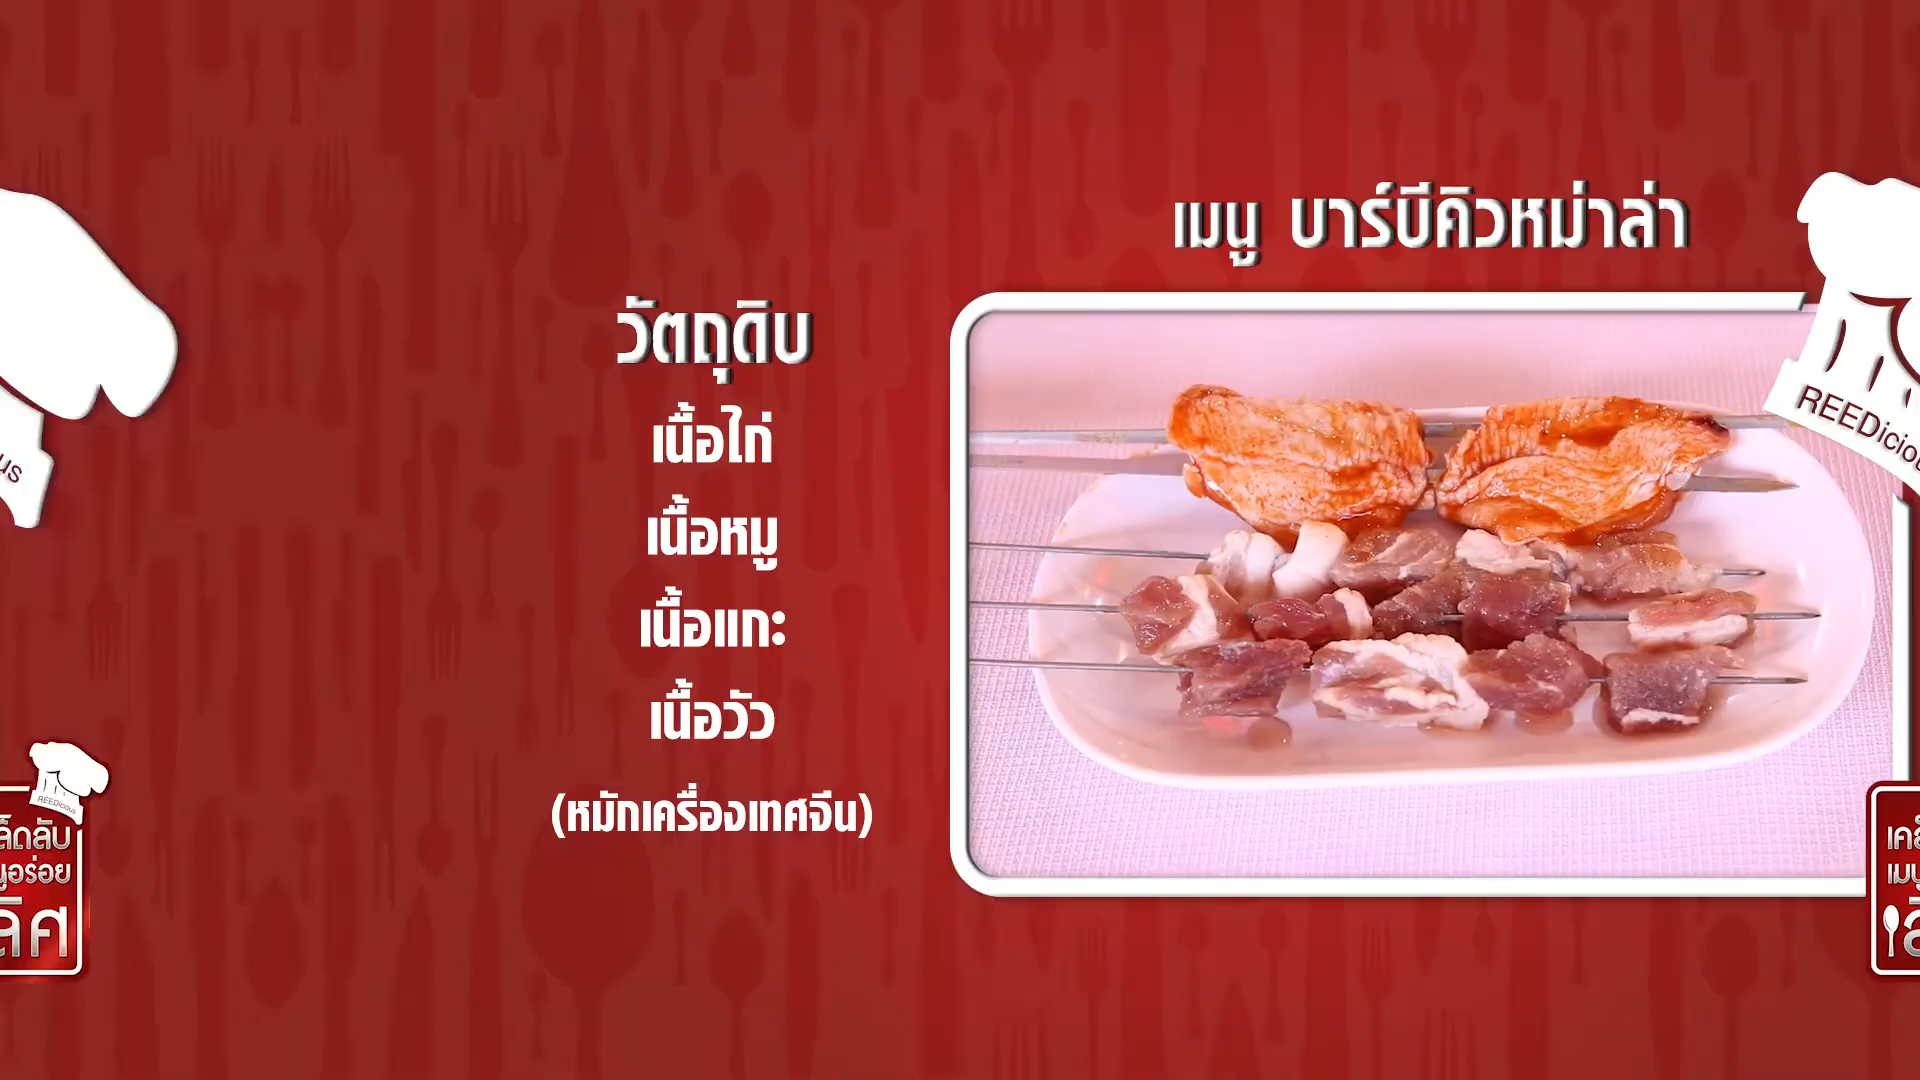 เมนู บาร์บีคิวหม่าล่า
วัตถุดิบ
เนื้อไก่
เนื้อหมู
เนื้อแกะ
เนื้อวัว
(หมักเครื่องเทศจีน)